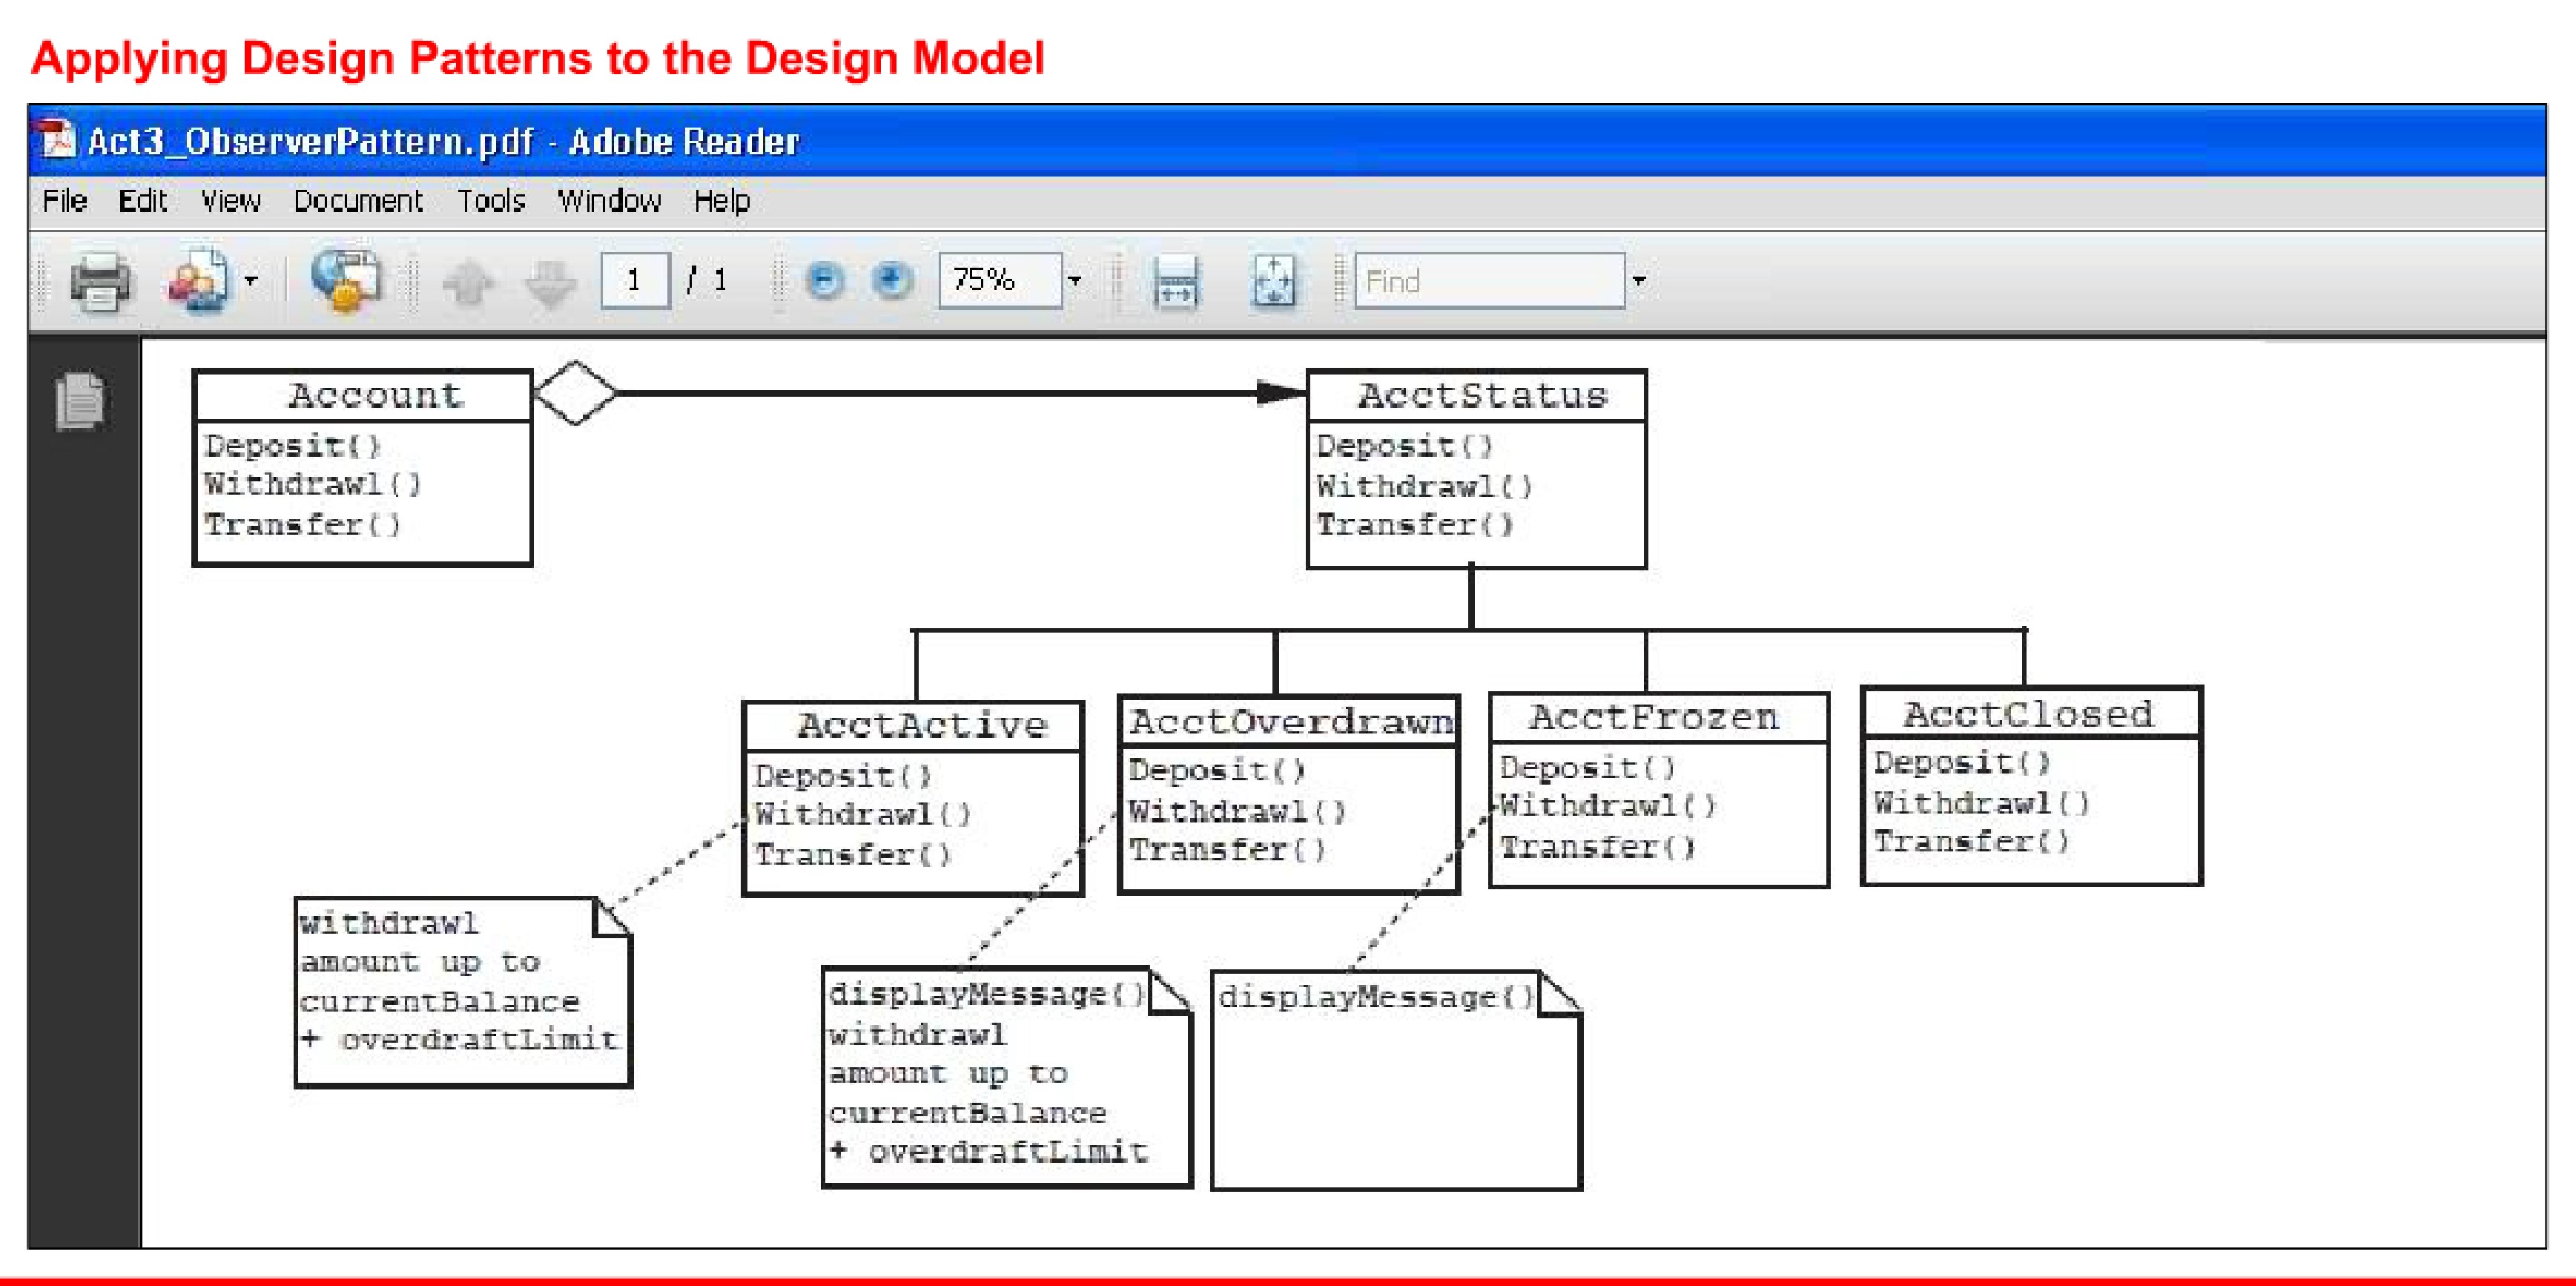 Applying Design Patterns to the Design Model
Act3_ObserverPattern.pdf - Adobe Reader
File Edit View Document Tools Window Help
1 / 1 75% Find
Account
Deposit()
Withdrawl()
Transfer()
AcctStatus
Deposit()
Withdrawl()
Transfer()
AcctActive
Deposit()
Withdrawl()
Transfer()
AcctOverdrawn
Deposit()
Withdrawl()
Transfer()
AcctFrozen
Deposit()
Withdrawl()
Transfer()
AcctClosed
Deposit()
Withdrawl()
Transfer()
withdrawl
amount up to
currentBalance
+ overdraftLimit
displayMessage()
withdrawl
amount up to
currentBalance
+ overdraftLimit
displayMessage()